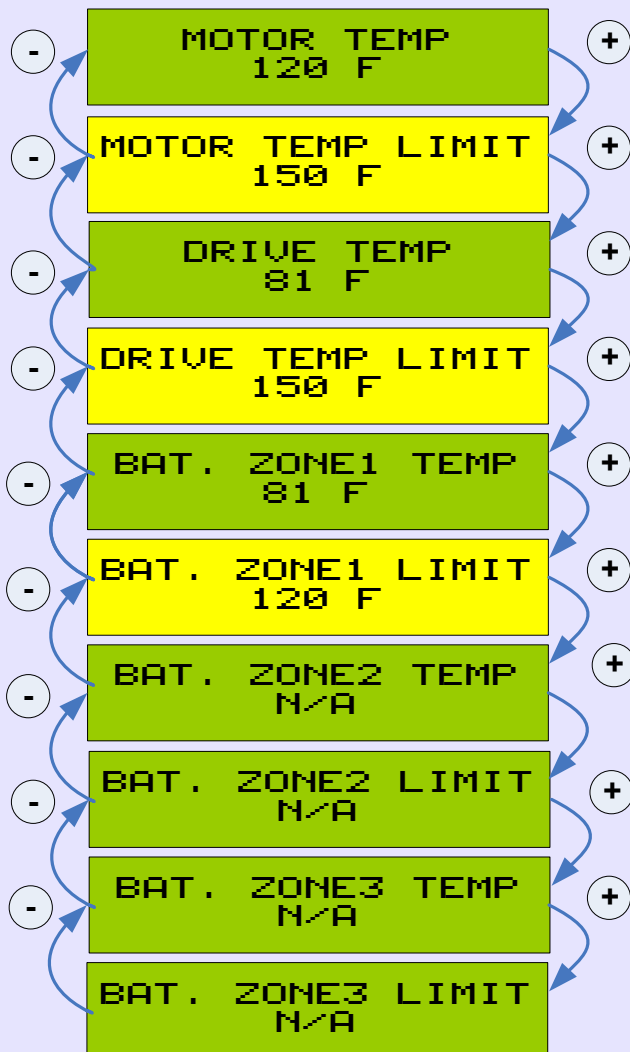 MOTOR TEMP
120 F
- +
MOTOR TEMP LIMIT
150 F
- +
DRIVE TEMP
81 F
- +
DRIVE TEMP LIMIT
150 F
- +
BAT. ZONE1 TEMP
81 F
- +
BAT. ZONE1 LIMIT
120 F
- +
BAT. ZONE2 TEMP
N/A
- +
BAT. ZONE2 LIMIT
N/A
- +
BAT. ZONE3 TEMP
N/A
- +
BAT. ZONE3 LIMIT
N/A